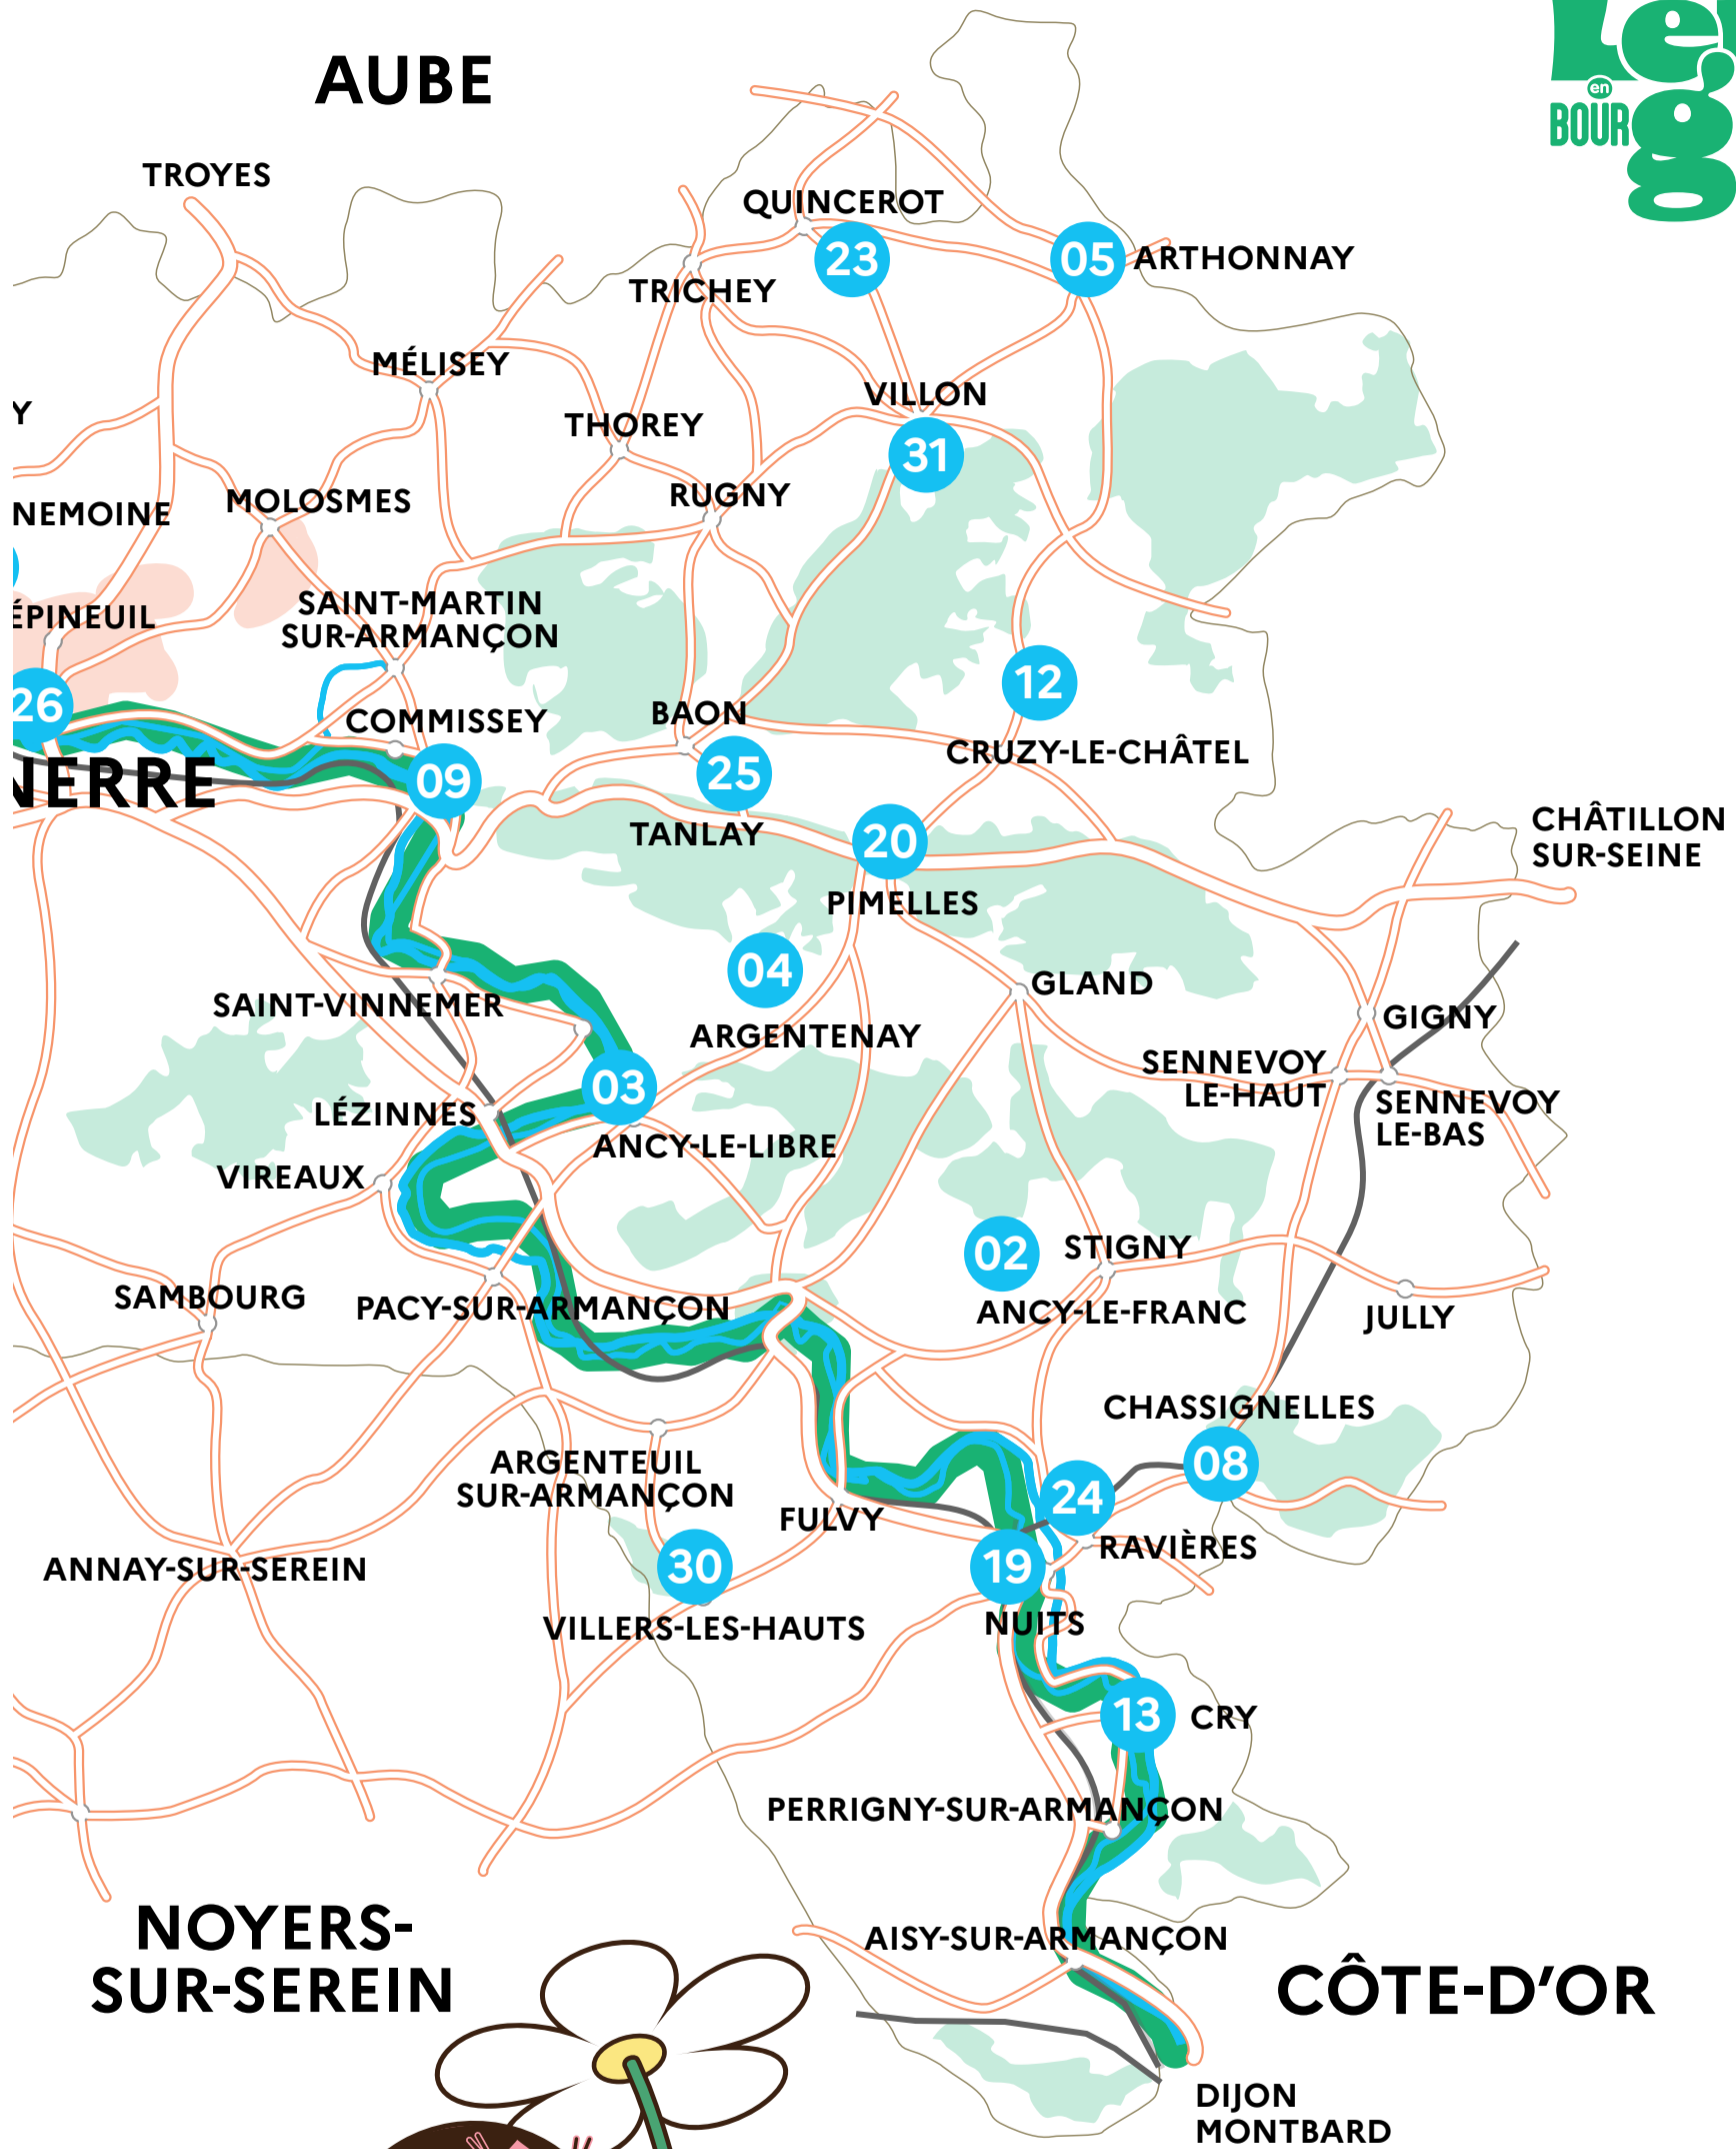 AUBE
en
BOUR
TROYES
QUINCEROT
23
05
ARTHONNAY
TRICHEY
MÉLISEY
VILLON
Y
THOREY
31
RUGNY
NEMOINE
MOLOSMES
ÉPINEUIL
SAINT-MARTIN
SUR-ARMANÇON
12
26
COMMISSEY
BAON
CRUZY-LE-CHÂTEL
NERRE
09
25
CHÂTILLON
SUR-SEINE
TANLAY
20
PIMELLES
04
GLAND
SAINT-VINNEMER
GIGNY
ARGENTENAY
SENNEVOY
LE-HAUT
03
SENNEVOY
LE-BAS
LÉZINNES
ANCY-LE-LIBRE
VIREAUX
02
STIGNY
SAMBOURG
PACY-SUR-ARMANÇON
ANCY-LE-FRANC
JULLY
CHASSIGNELLES
ARGENTEUIL
SUR-ARMANÇON
08
24
FULVY
RAVIÈRES
ANNAY-SUR-SEREIN
30
19
VILLERS-LES-HAUTS
NUITS
13
CRY
PERRIGNY-SUR-ARMANÇON
NOYERS-
SUR-SEREIN
AISY-SUR-ARMANÇON
CÔTE-D'OR
DIJON
MONTBARD